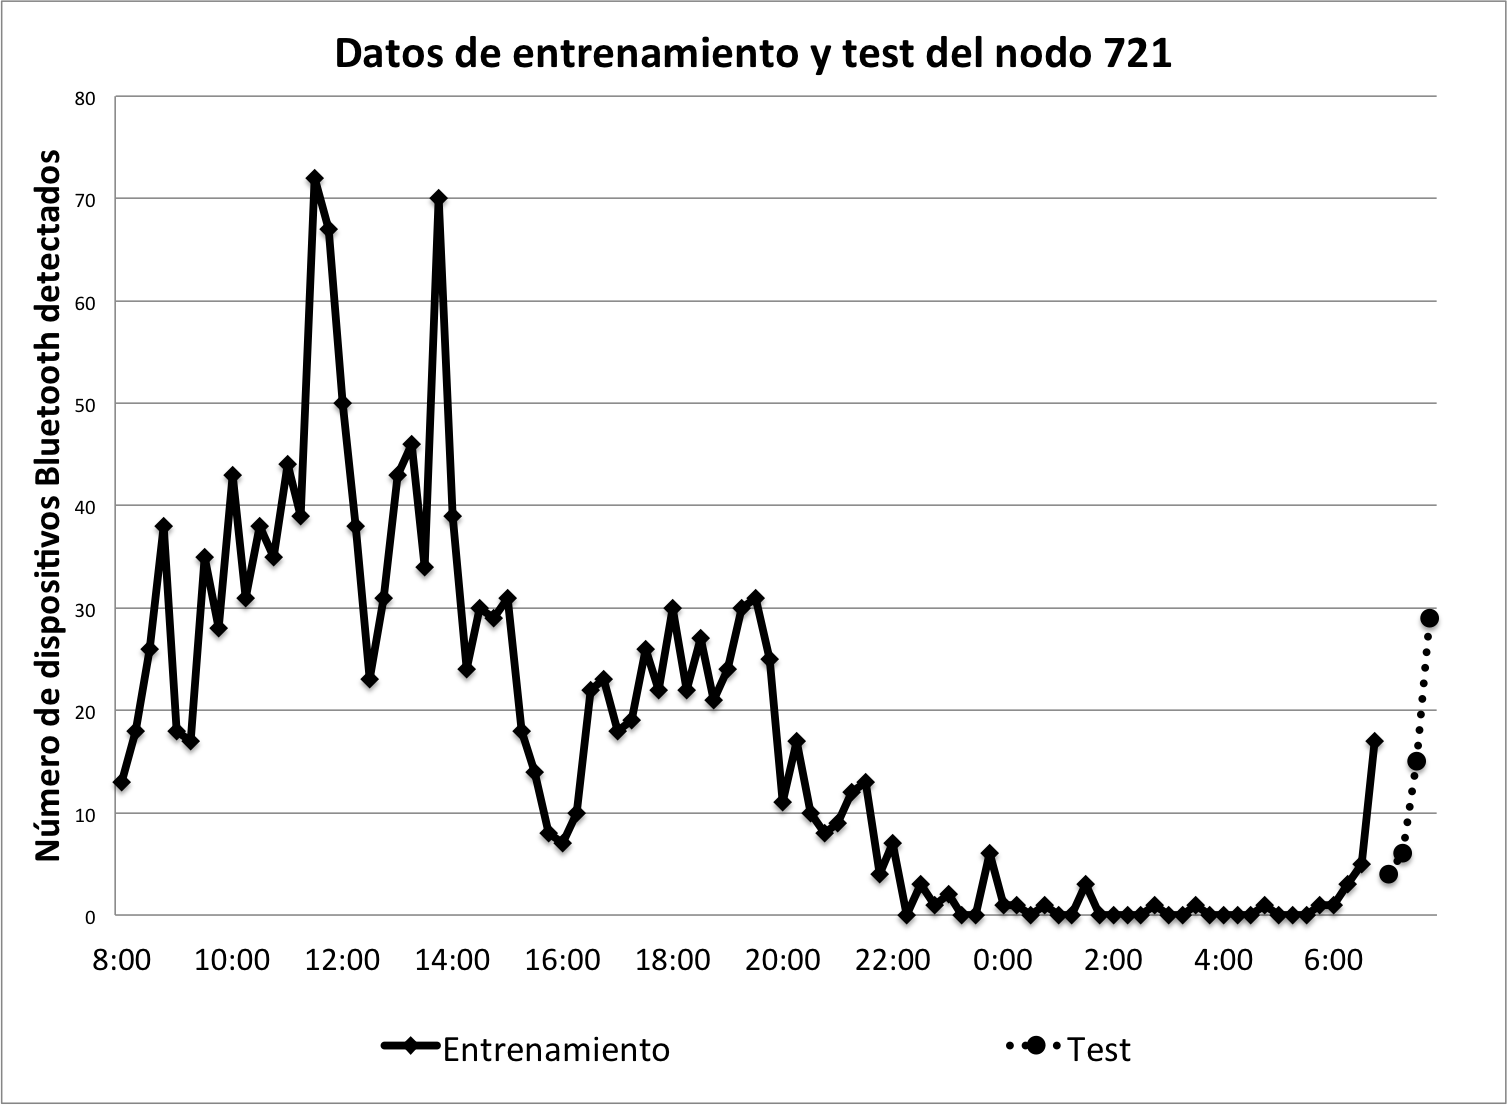 Datos de entrenamiento y test del nodo 721
Número de dispositivos Bluetooth detectados
80
70
60
50
40
30
20
10
0
8:00 10:00 12:00 14:00 16:00 18:00 20:00 22:00 0:00 2:00 4:00 6:00
Entrenamiento Test